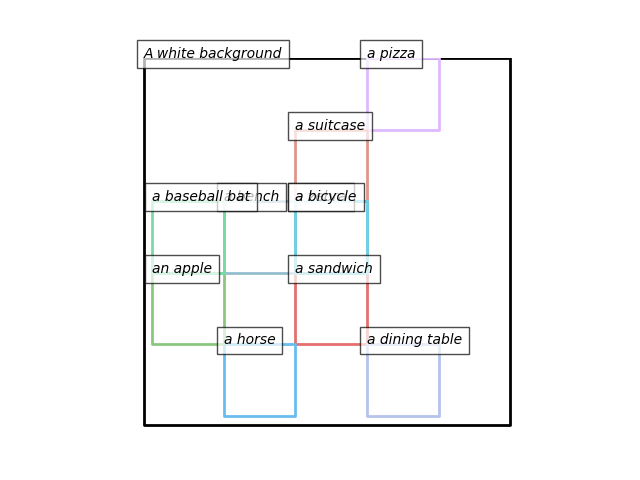 A white background
a pizza
a suitcase
a baseball bat
bench
a bicycle
an apple
a sandwich
a horse
a dining table